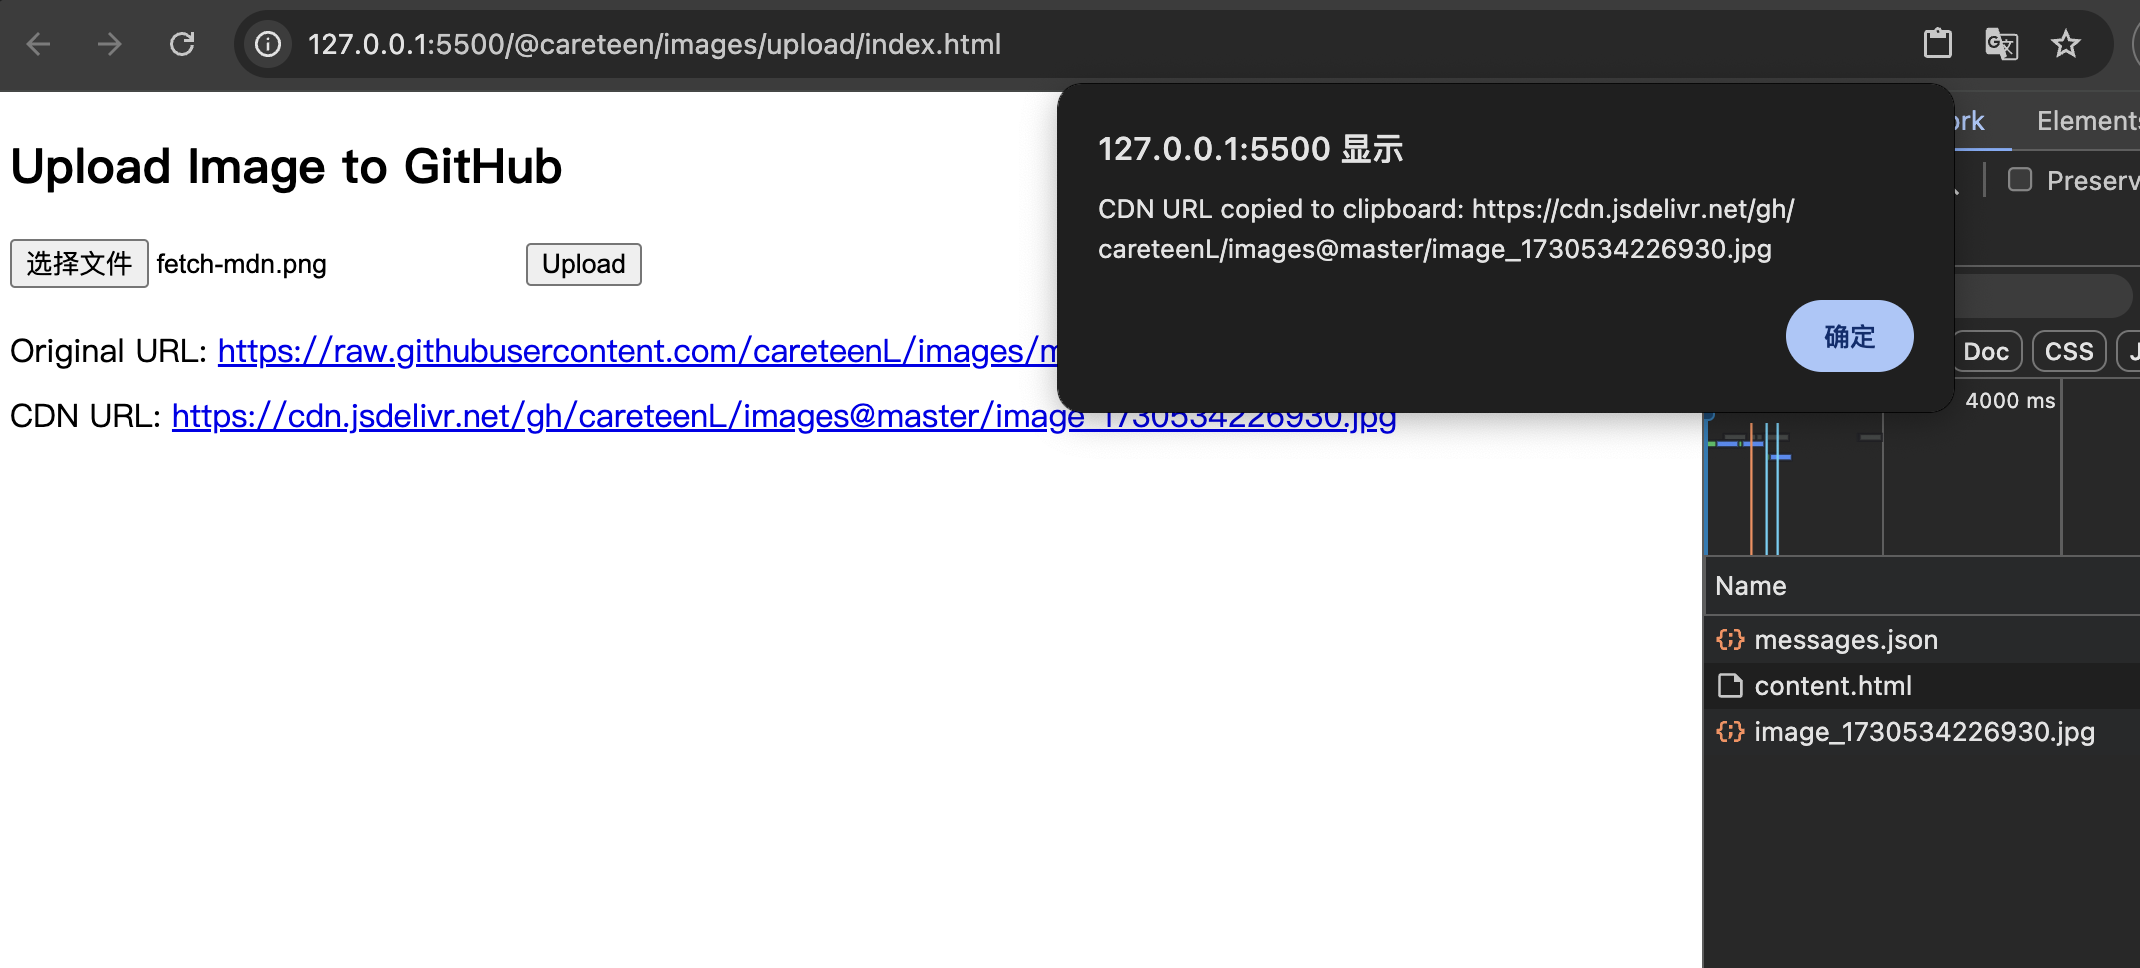 127.0.0.1:5500/@careteen/images/upload/index.html
Upload Image to GitHub
选择文件 fetch-mdn.png Upload
Original URL: https://raw.githubusercontent.com/careteenL/images/
CDN URL: https://cdn.jsdelivr.net/gh/careteenL/images@master/image_1730534226930.jpg
127.0.0.1:5500 显示
CDN URL copied to clipboard: https://cdn.jsdelivr.net/gh/
careteenL/images@master/image_1730534226930.jpg
确定
Elements
Preserv
Doc CSS
4000 ms
Name
messages.json
content.html
image_1730534226930.jpg